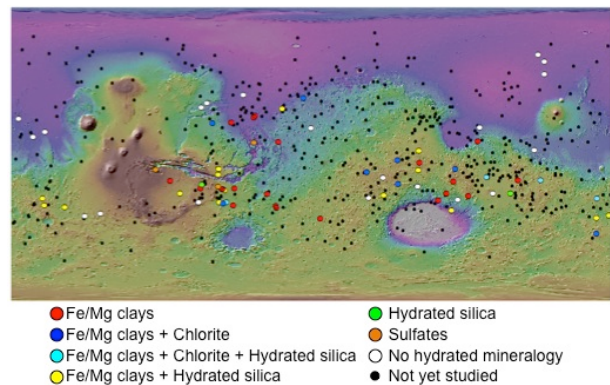 Fe/Mg clays
Fe/Mg clays + Chlorite
Fe/Mg clays + Chlorite + Hydrated silica
Fe/Mg clays + Hydrated silica
Hydrated silica
Sulfates
No hydrated mineralogy
Not yet studied